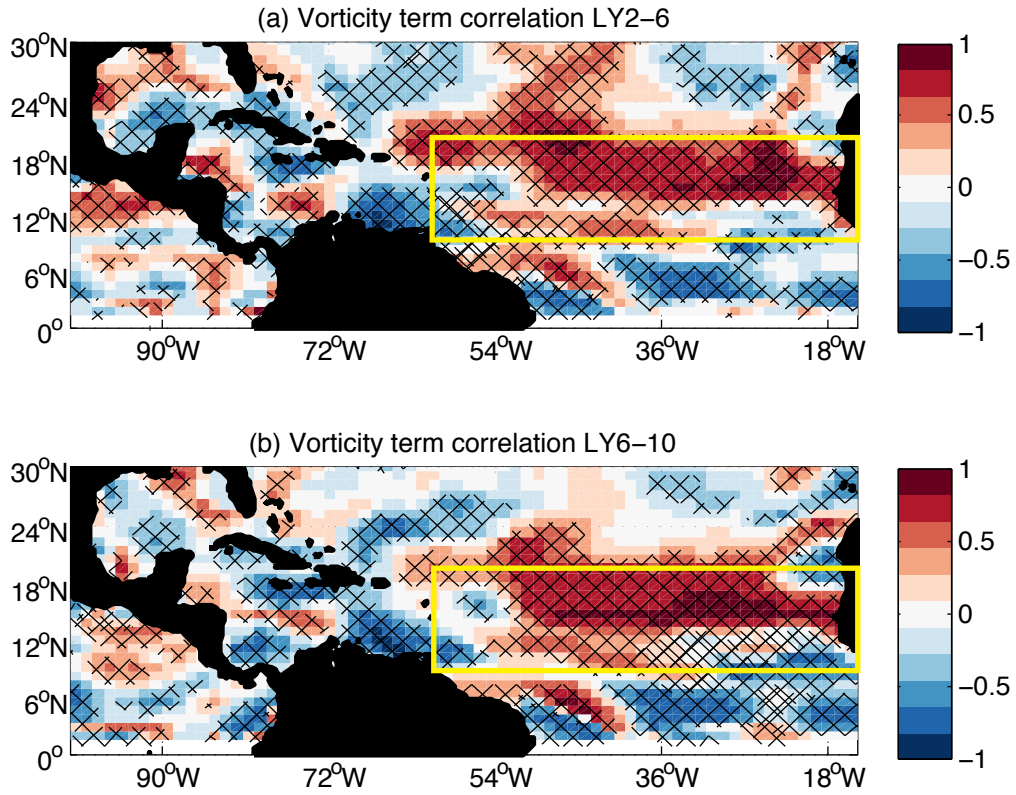 (a) Vorticity term correlation LY2−6
30°N
24°N
18°N
12°N
6°N
0°
90°W 72°W 54°W 36°W 18°W
1
0.5
0
−0.5
−1
(b) Vorticity term correlation LY6−10
30°N
24°N
18°N
12°N
6°N
0°
90°W 72°W 54°W 36°W 18°W
1
0.5
0
−0.5
−1